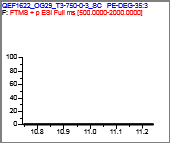 QEF1622_OG29_T3-750-0-3_8C PE-DEG-35:3
F: FTMS + p ESI Full ms [500.0000-2000.0000]
100
80
60
40
20
0
10.8 10.9 11.0 11.1 11.2